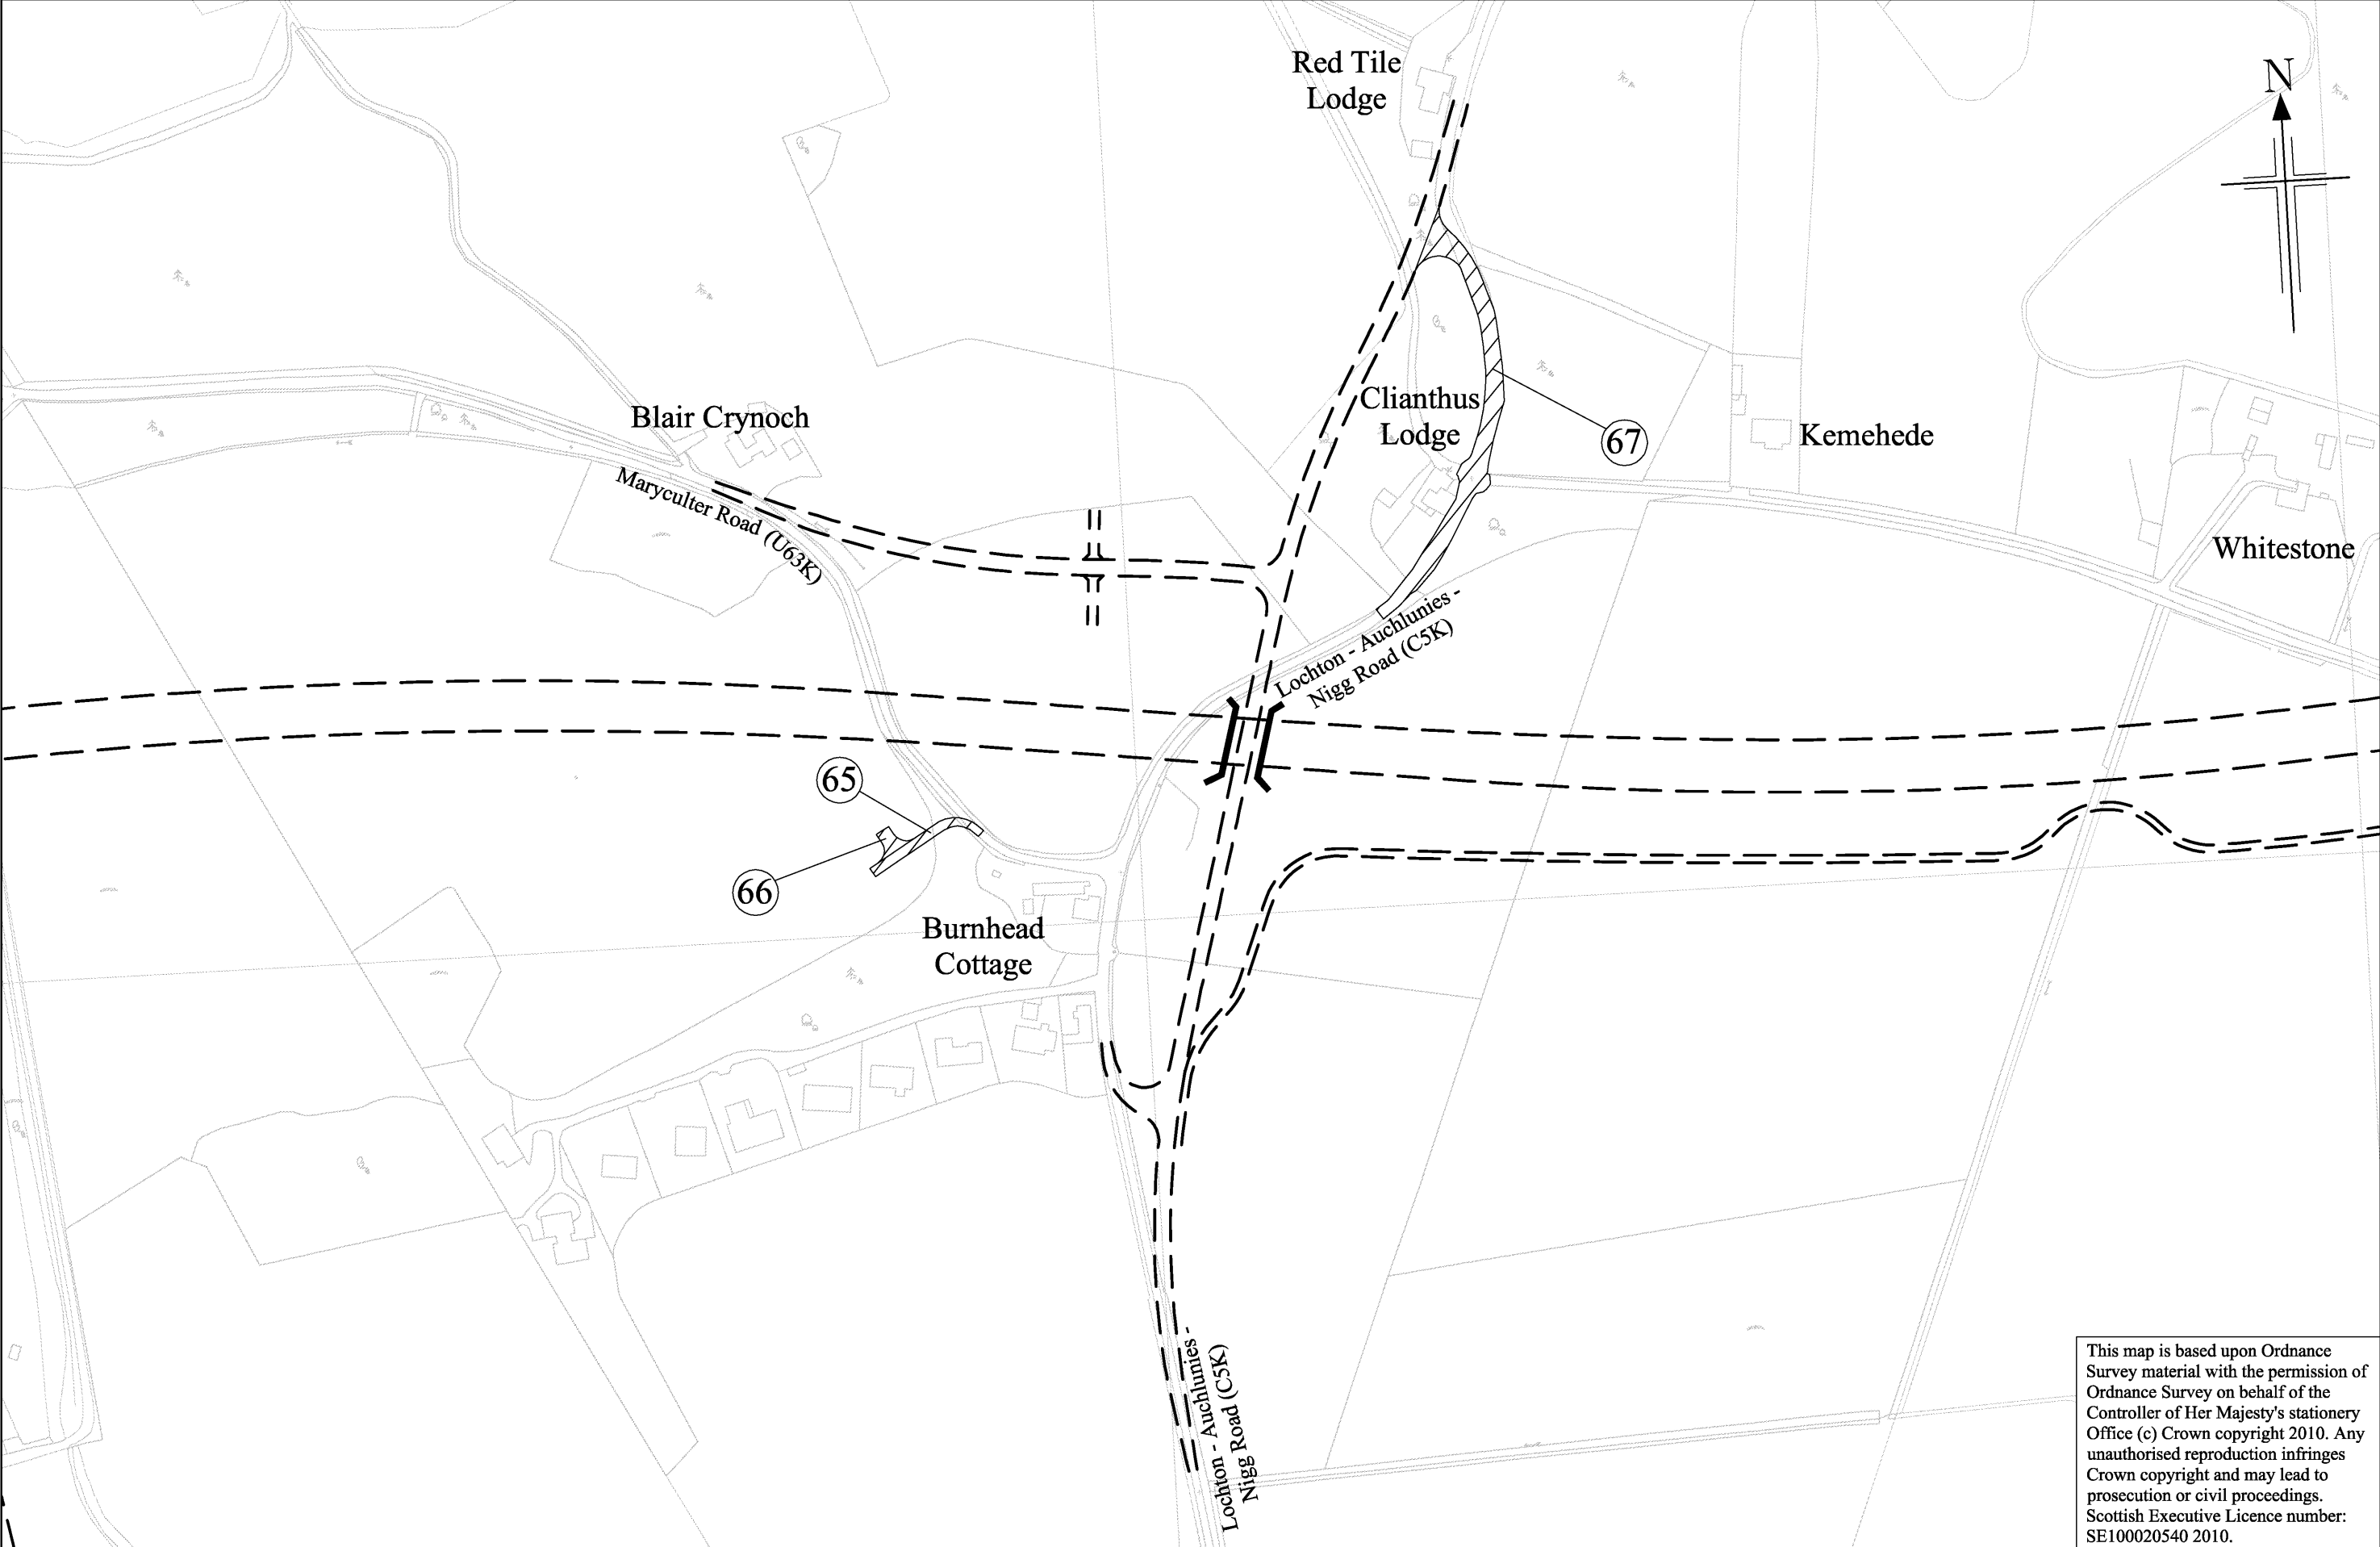 Red Tile
Lodge
N
Blair Crynoch
Clianthus
Lodge
67
Kemehede
Maryculter Road (U63K)
Whitestone
Lochton - Auchlunies -
Nigg Road (C5K)
65
66
Burnhead
Cottage
Lochton - Auchlunies -
Nigg Road (C5K)
This map is based upon Ordnance
Survey material with the permission of
Ordnance Survey on behalf of the
Controller of Her Majesty's stationery
Office (c) Crown copyright 2010. Any
unauthorised reproduction infringes
Crown copyright and may lead to
prosecution or civil proceedings.
Scottish Executive Licence number:
SE100020540 2010.